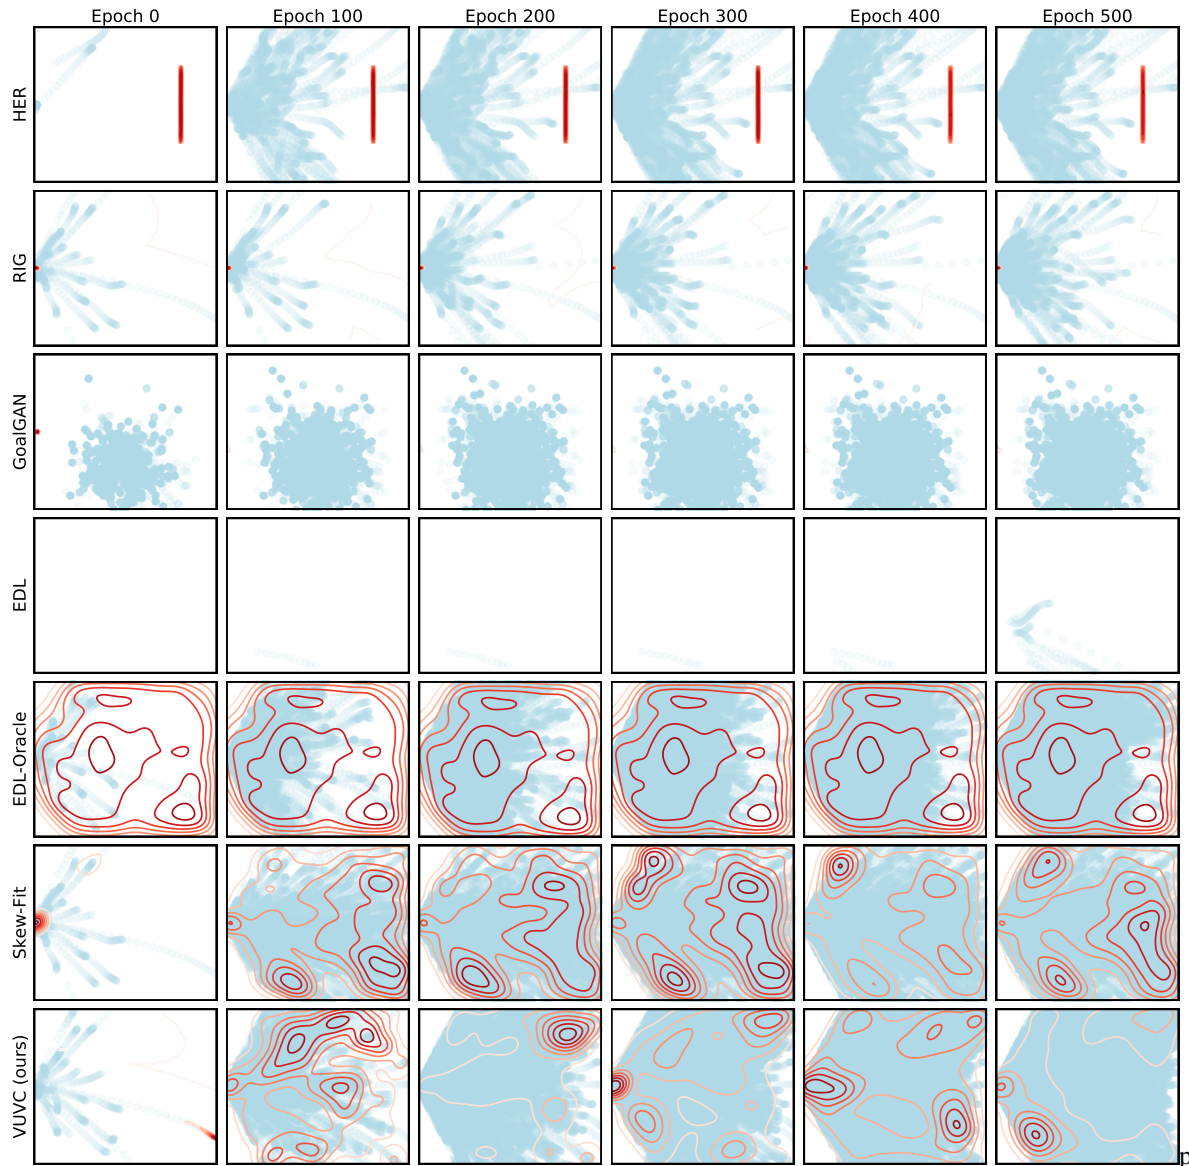 Epoch 0 Epoch 100 Epoch 200 Epoch 300 Epoch 400 Epoch 500
HER
RIG
GoalGAN
EDL
EDL-Oracle
Skew-Fit
VUVC (ours)
p